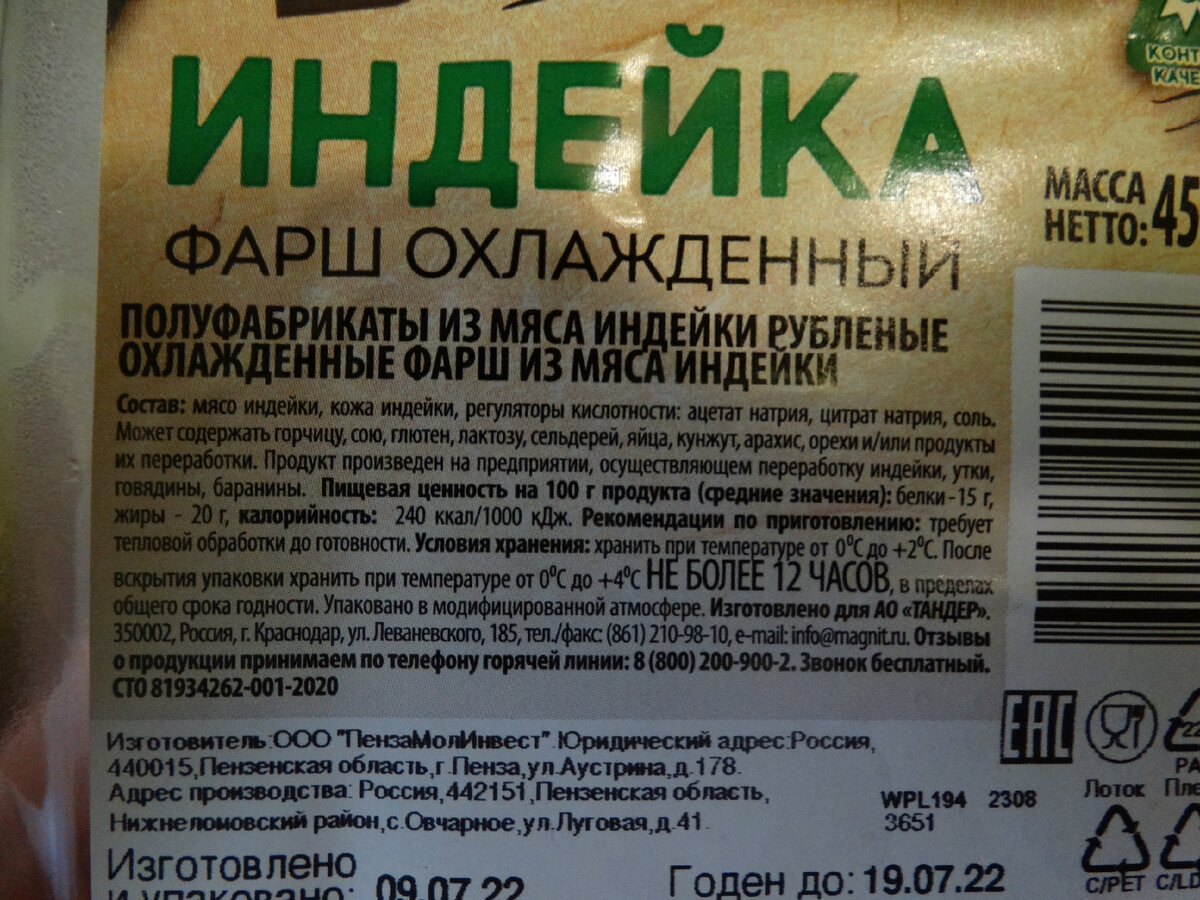 ИНДЕЙКА
ФАРШ ОХЛАЖДЕННЫЙ
МАССА
НЕТТО: 45
ПОЛУФАБРИКАТЫ ИЗ МЯСА ИНДЕЙКИ РУБЛЕНЫЕ
ОХЛАЖДЕННЫЕ ФАРШ ИЗ МЯСА ИНДЕЙКИ
Состав: мясо индейки, кожа индейки, регуляторы кислотности: ацетат натрия, цитрат натрия, соль.
Может содержать горчицу, сою, глютен, лактозу, сельдерей, яйца, кунжут, арахис, орехи и/или продукты
их переработки. Продукт произведен на предприятии, осуществляющем переработку индейки, утки,
говядины, баранины. Пищевая ценность на 100 г продукта (средние значения): белки - 15 г,
жиры - 20 г, калорийность: 240 ккал/1000 кДж. Рекомендации по приготовлению: требует
тепловой обработки до готовности. Условия хранения: хранить при температуре от 0°С до +2°С. После
вскрытия упаковки хранить при температуре от 0°С до +4°С НЕ БОЛЕЕ 12 ЧАСОВ, в пределах
общего срока годности. Упаковано в модифицированной атмосфере. Изготовлено для АО «ТАНДЕР».
350002, Россия, г. Краснодар, ул. Леваневского, 185, тел./факс: (861) 210-98-10, e-mail: info@magnit.ru. Отзывы
о продукции принимаем по телефону горячей линии: 8 (800) 200-900-2. Звонок бесплатный.
СТО 81934262-001-2020
Изготовитель:ООО "ПензаМолИнвест".Юридический адрес:Россия,
440015,Пензенская область,г.Пенза,ул.Аустрина,д.178.
Адрес производства: Россия,442151,Пензенская область,
Нижнеломовский район,с.Овчарное,ул.Луговая,д.41.
WPL194 2308
3651
EAC
Лоток
C/PET
Изготовлено
и упаковано: 09.07.22
Годен до: 19.07.22